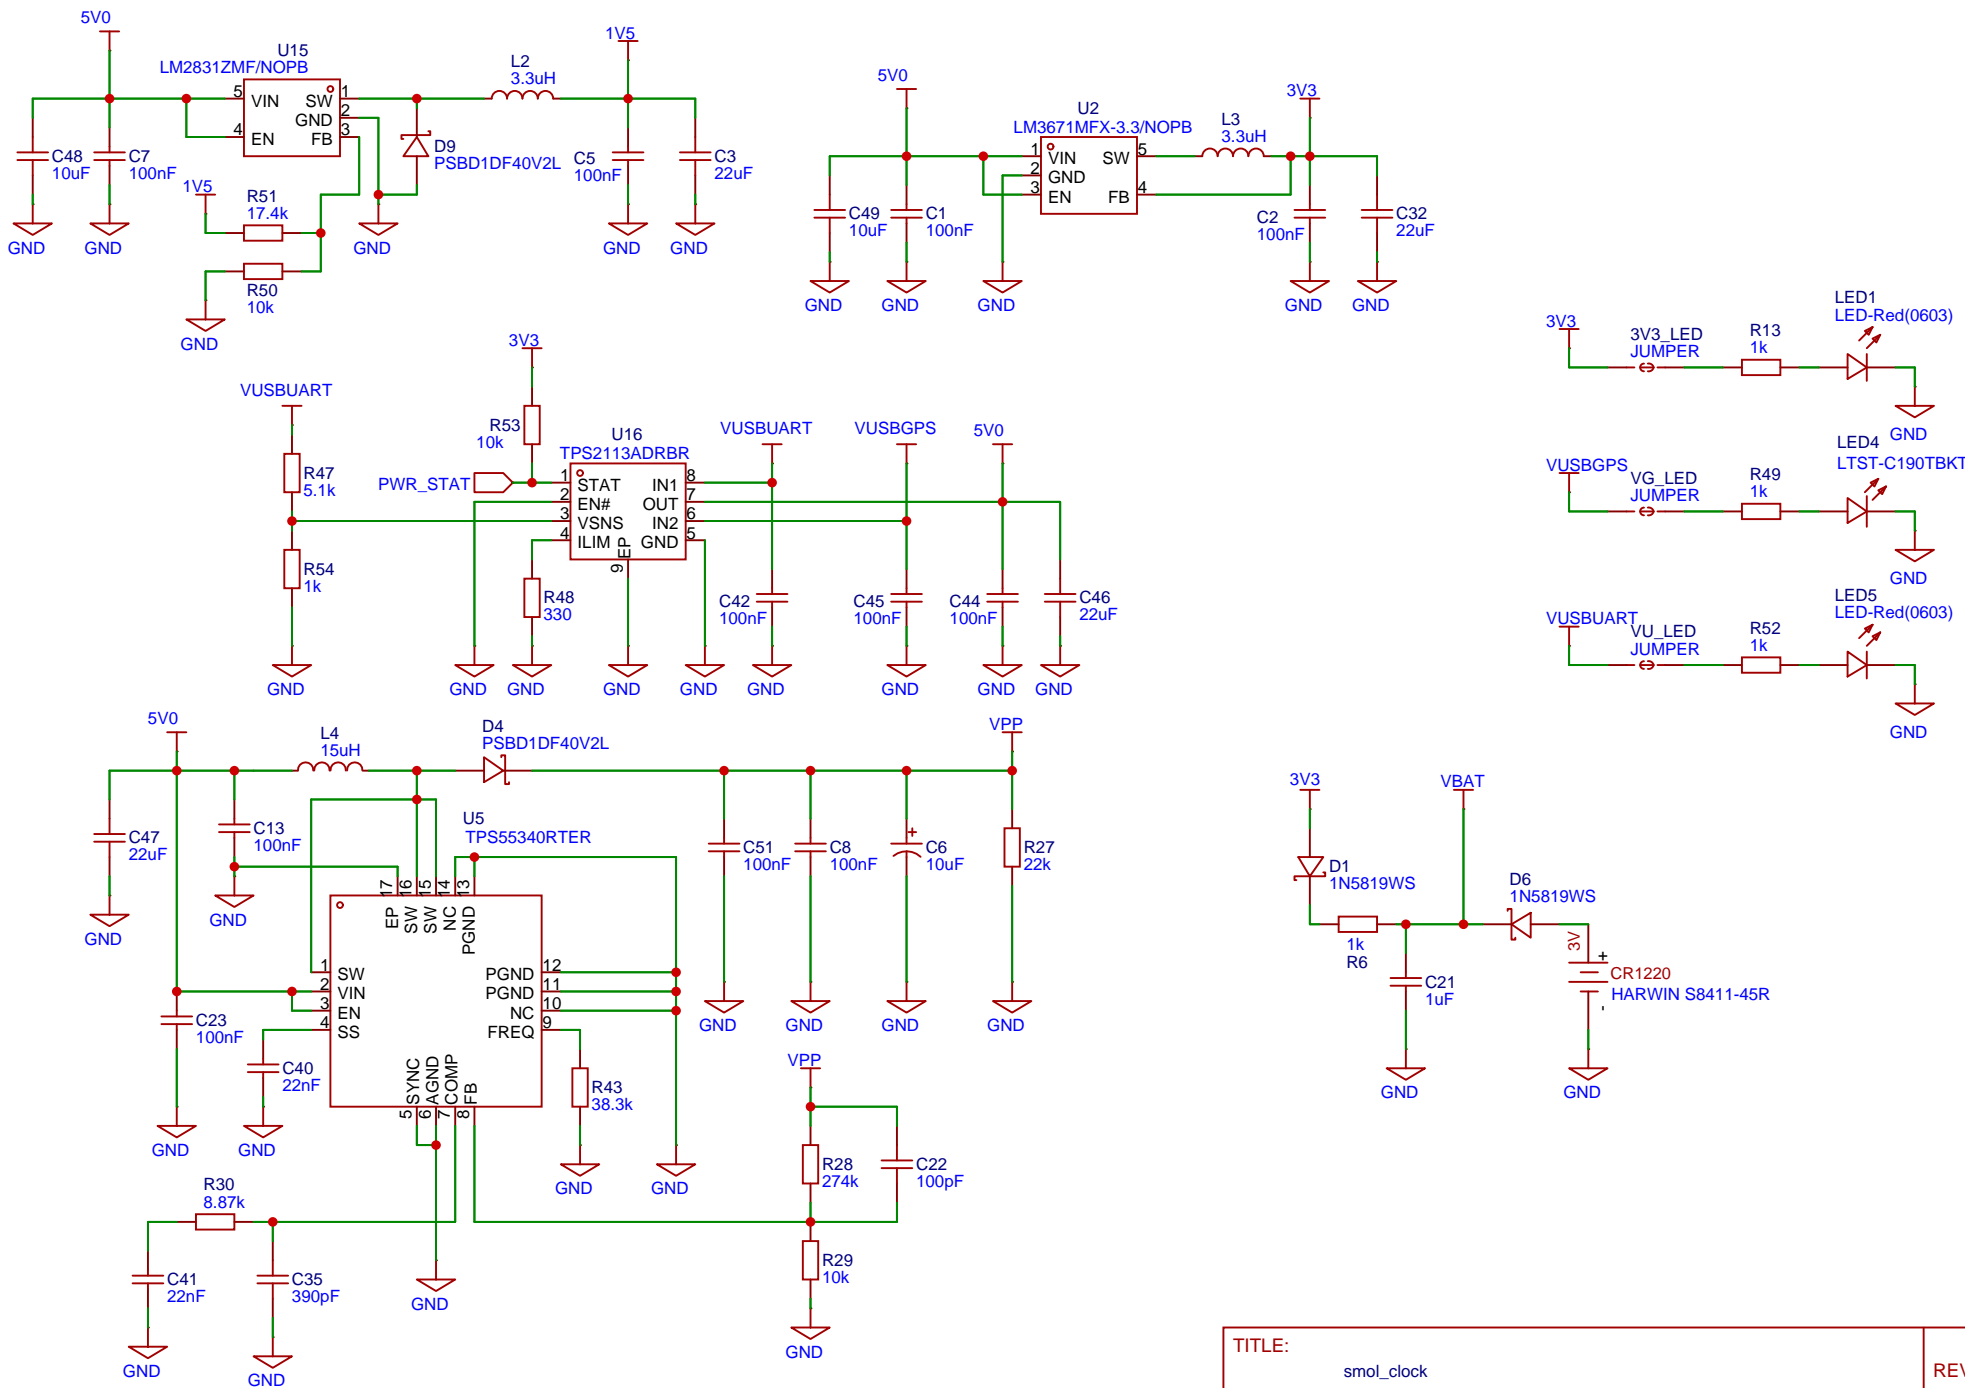 5V0
U15
LM2831ZMF/NOPB
5 VIN SW 1
GND 2
4 EN FB 3
L2
3.3uH
1V5
C48
10uF
C7
100nF
D9
PSBD1DF40V2L
C5
100nF
C3
22uF
1V5
R51
17.4k
R50
10k
GND
GND
GND
GND
GND
GND
5V0
U2
LM3671MFX-3.3/NOPB
1 VIN SW 5
2 GND
3 EN FB 4
L3
3.3uH
3V3
C49
10uF
C1
100nF
C2
100nF
C32
22uF
GND
GND
GND
GND
GND
3V3
3V3_LED
JUMPER
R13
1k
LED1
LED-Red(0603)
GND
VUSBGPS
VG_LED
JUMPER
R49
1k
LED4
LTST-C190TBKT
GND
VUSBUART
VU_LED
JUMPER
R52
1k
LED5
LED-Red(0603)
GND
VUSBUART
R47
5.1k
R54
1k
GND
3V3
R53
10k
PWR_STAT
U16
TPS2113ADRBR
1 STAT IN1 8
2 EN# OUT 7
3 VSNS IN2 6
4 ILIM GND 5
EP
9
R48
330
VUSBUART
VUSBGPS
5V0
C42
100nF
C45
100nF
C44
100nF
C46
22uF
GND
GND
GND
GND
GND
GND
GND
GND
5V0
L4
15uH
D4
PSBD1DF40V2L
VPP
C47
22uF
C13
100nF
U5
TPS55340RTER
17 16 15 14 13
EP SW SW NC PGND
1 SW PGND 12
2 VIN PGND 11
3 EN NC 10
4 SS FREQ 9
SYNC AGND COMP FB
5 6 7 8
C51
100nF
C8
100nF
+
C6
10uF
R27
22k
GND
GND
GND
GND
GND
GND
C23
100nF
C40
22nF
R43
38.3k
GND
GND
GND
GND
VPP
R28
274k
C22
100pF
R29
10k
GND
R30
8.87k
C41
22nF
C35
390pF
GND
GND
GND
3V3
D1
1N5819WS
1k
R6
VBAT
C21
1uF
D6
1N5819WS
3V
+
CR1220
HARWIN S8411-45R
-
GND
GND
TITLE:
smol_clock
REV